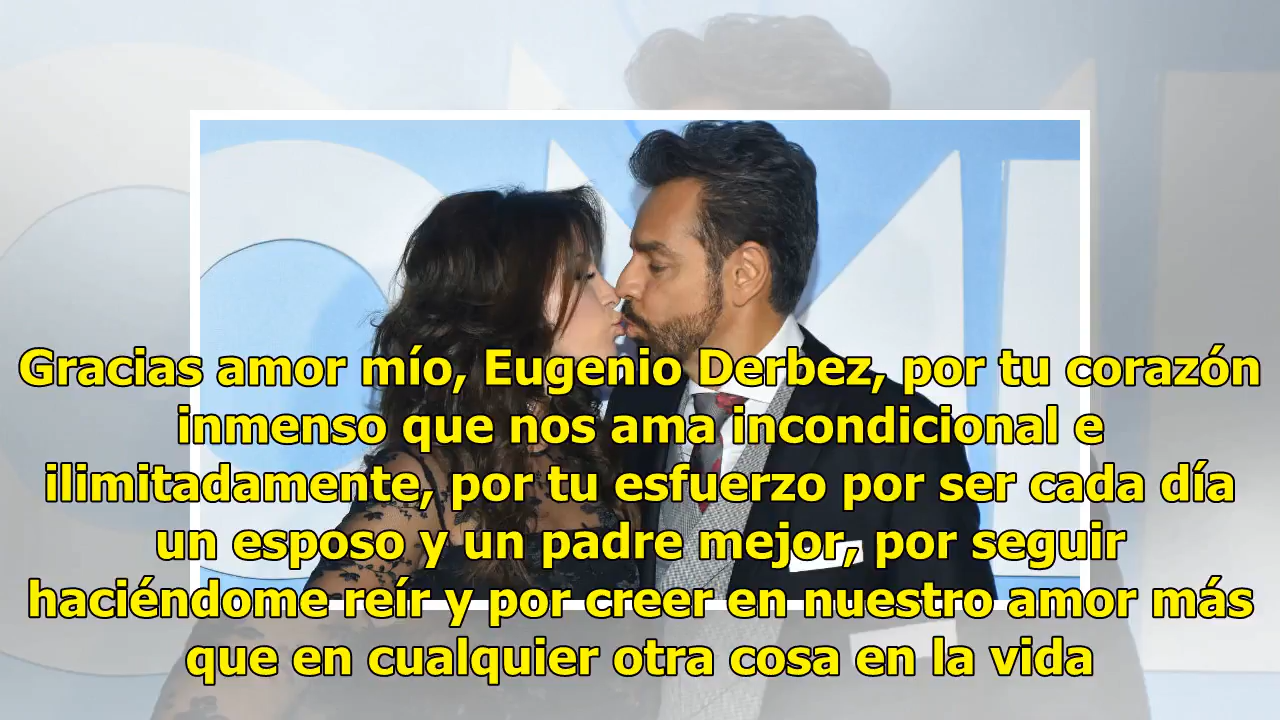 Gracias amor mío, Eugenio Derbez, por tu corazón
inmenso que nos ama incondicional e
ilimitadamente, por tu esfuerzo por ser cada día
un esposo y un padre mejor, por seguir
haciéndome reír y por creer en nuestro amor más
que en cualquier otra cosa en la vida